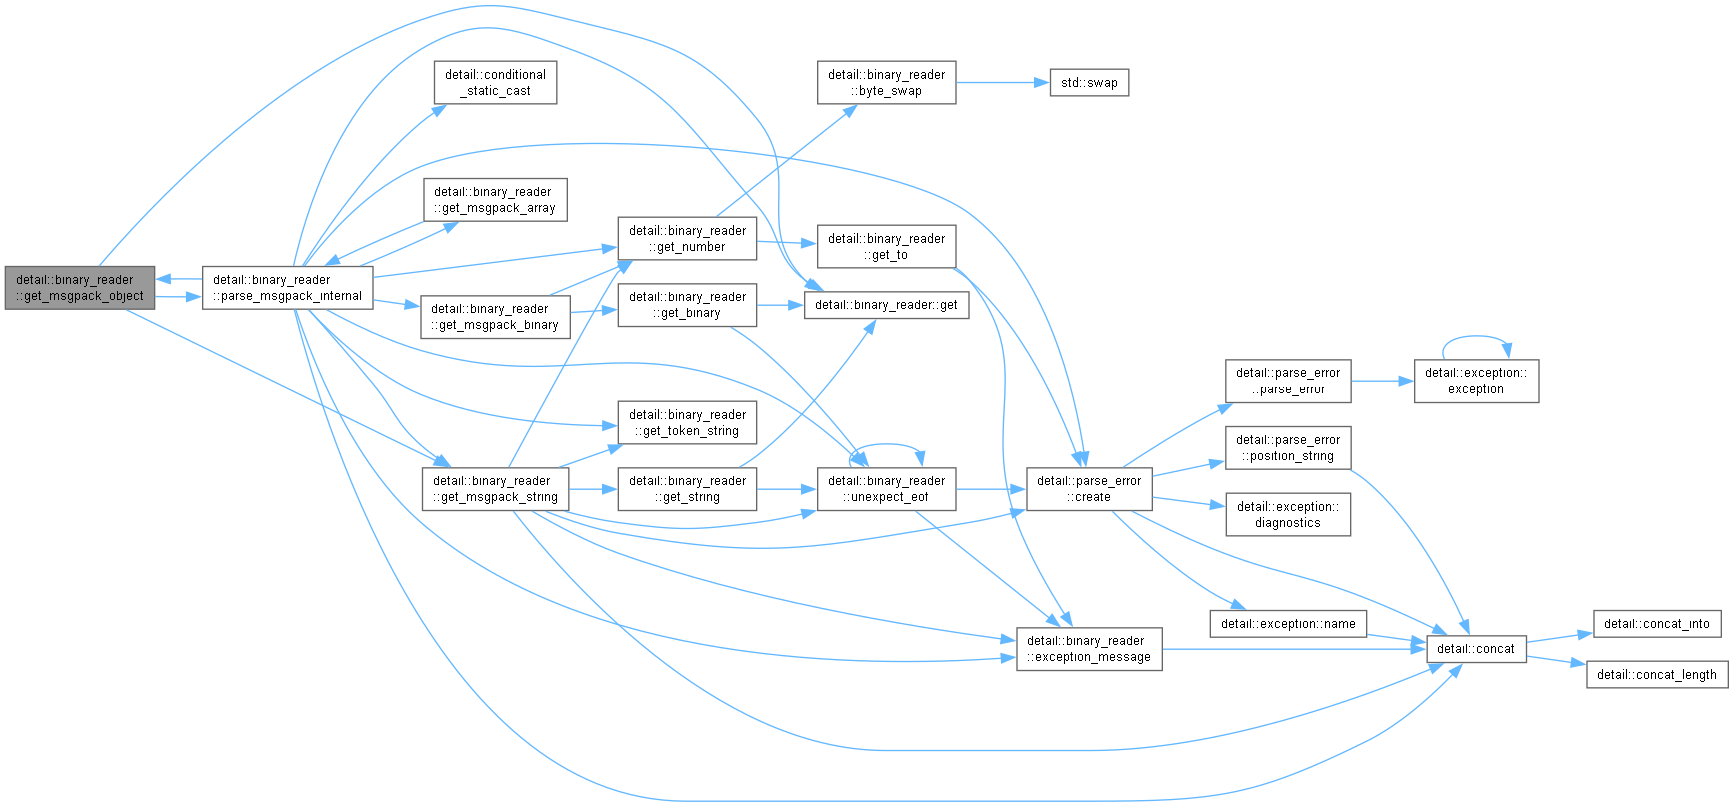 detail::binary_reader
::get_msgpack_object
detail::binary_reader
::parse_msgpack_internal
detail::conditional
_static_cast
detail::binary_reader
::get_msgpack_array
detail::binary_reader
::get_msgpack_binary
detail::binary_reader
::get_msgpack_string
detail::binary_reader
::get_number
detail::binary_reader
::get_binary
detail::binary_reader
::get_token_string
detail::binary_reader
::get_string
detail::binary_reader
::byte_swap
detail::binary_reader
::get_to
detail::binary_reader::get
detail::binary_reader
::unexpect_eof
std::swap
detail::parse_error
::create
detail::binary_reader
::exception_message
detail::parse_error
::parse_error
detail::parse_error
::position_string
detail::exception::
diagnostics
detail::exception::name
detail::exception::
exception
detail::concat
detail::concat_into
detail::concat_length